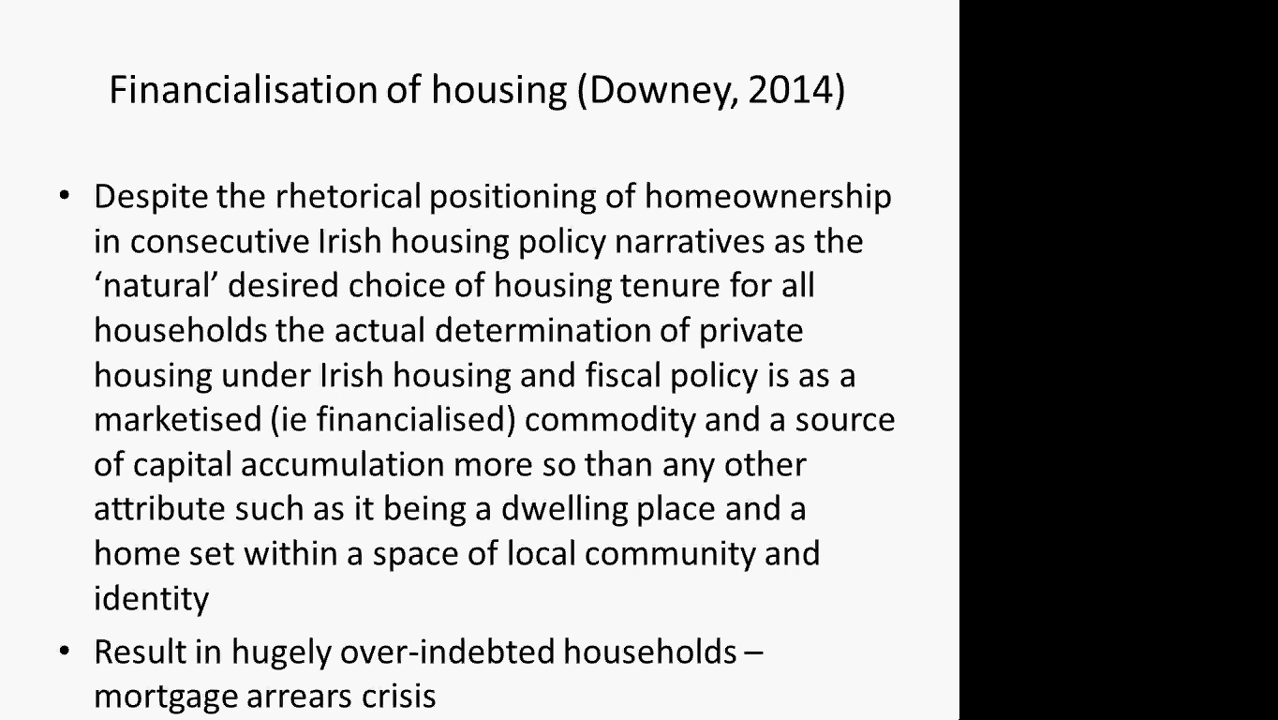 Financialisation of housing (Downey, 2014)
• Despite the rhetorical positioning of homeownership
in consecutive Irish housing policy narratives as the
‘natural’ desired choice of housing tenure for all
households the actual determination of private
housing under Irish housing and fiscal policy is as a
marketised (ie financialised) commodity and a source
of capital accumulation more so than any other
attribute such as it being a dwelling place and a
home set within a space of local community and
identity
• Result in hugely over-indebted households –
mortgage arrears crisis